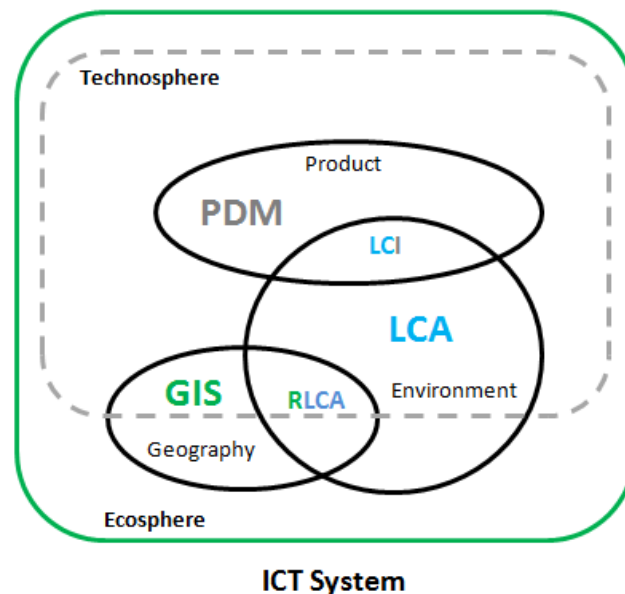 Technosphere
Product
PDM
LCI
LCA
GIS
RLCA
Environment
Geography
Ecosphere
ICT System